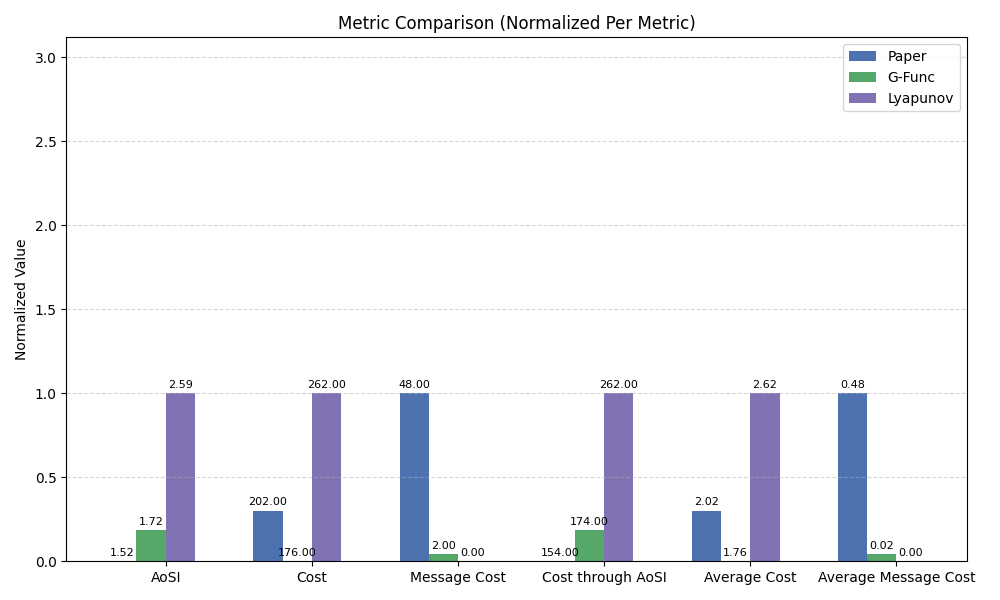 Metric Comparison (Normalized Per Metric)
Paper
G-Func
Lyapunov
Normalized Value
3.0
2.5
2.0
1.5
1.0
0.5
0.0
1.52
1.72
2.59
202.00
176.00
262.00
48.00
2.00
0.00
154.00
174.00
262.00
2.02
1.76
2.62
0.48
0.02
0.00
AoSI
Cost
Message Cost
Cost through AoSI
Average Cost
Average Message Cost